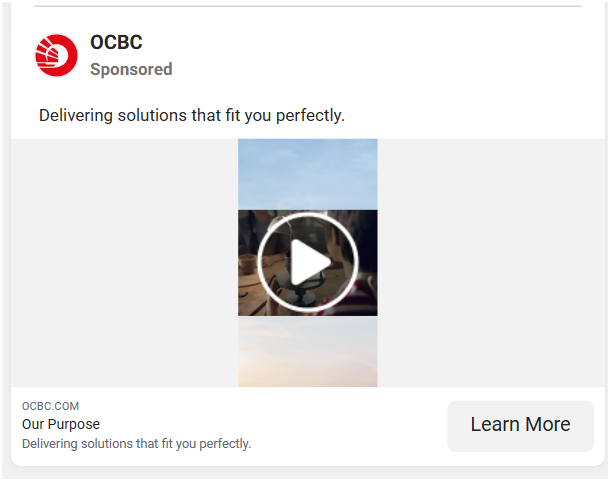 OCBC
Sponsored
Delivering solutions that fit you perfectly.
OCBC.COM
Our Purpose
Delivering solutions that fit you perfectly.
Learn More